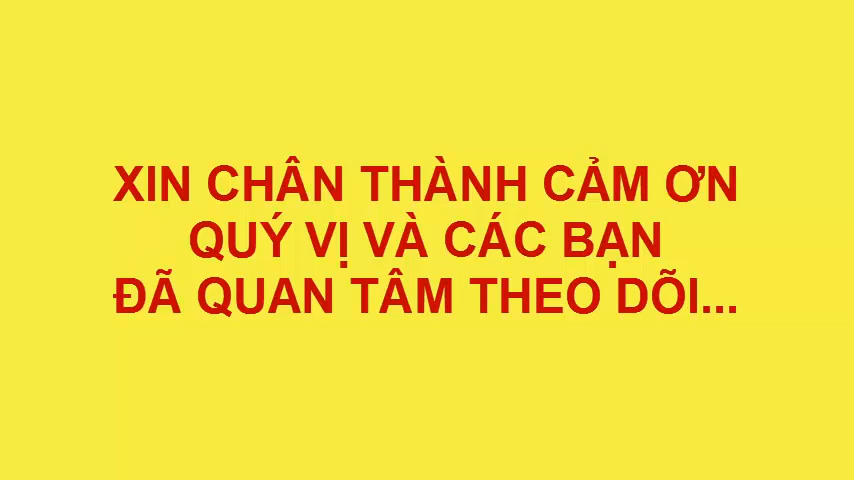 XIN CHÂN THÀNH CẢM ƠN
QUÝ VỊ VÀ CÁC BẠN
ĐÃ QUAN TÂM THEO DÕI...